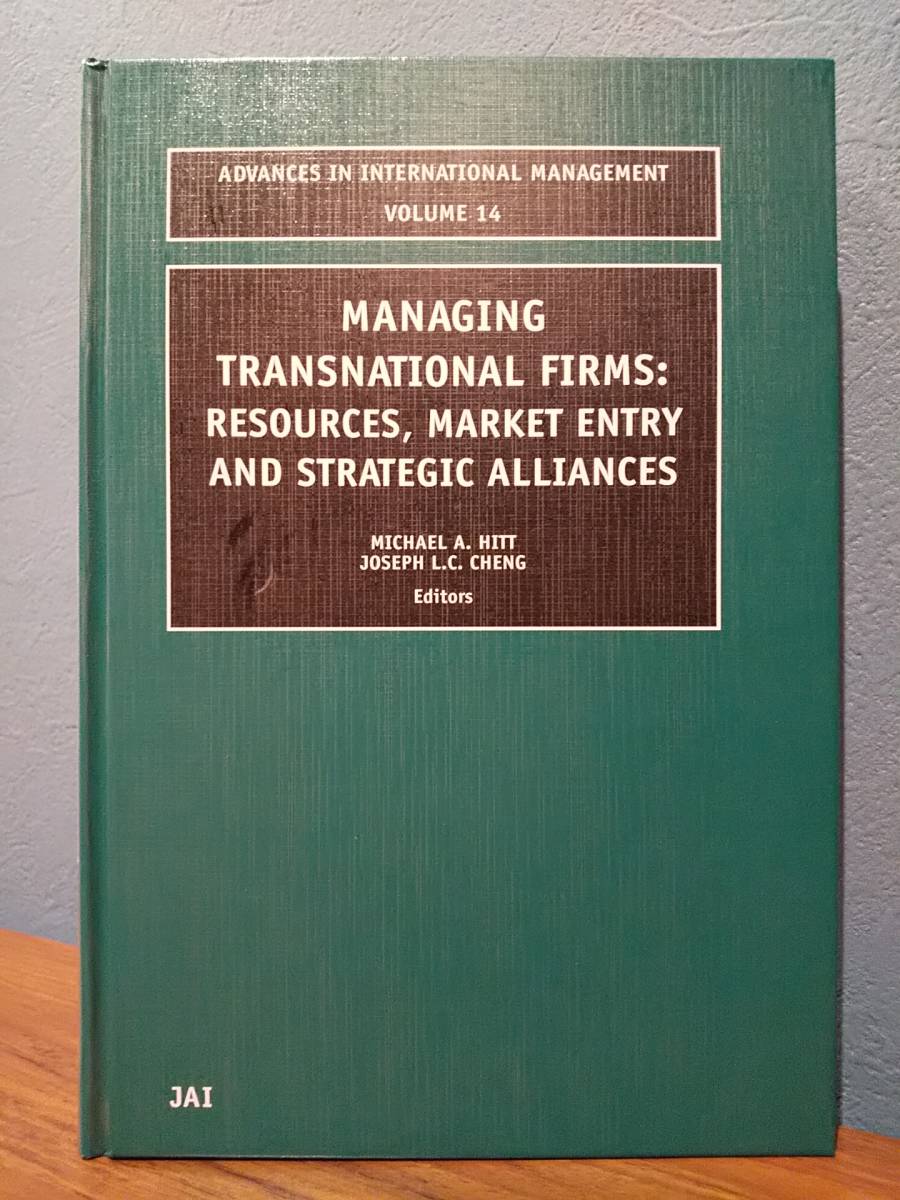 ADVANCES IN INTERNATIONAL MANAGEMENT
VOLUME 14
MANAGING
TRANSNATIONAL FIRMS:
RESOURCES, MARKET ENTRY
AND STRATEGIC ALLIANCES
MICHAEL A. HITT
JOSEPH L.C. CHENG
Editors
JAI